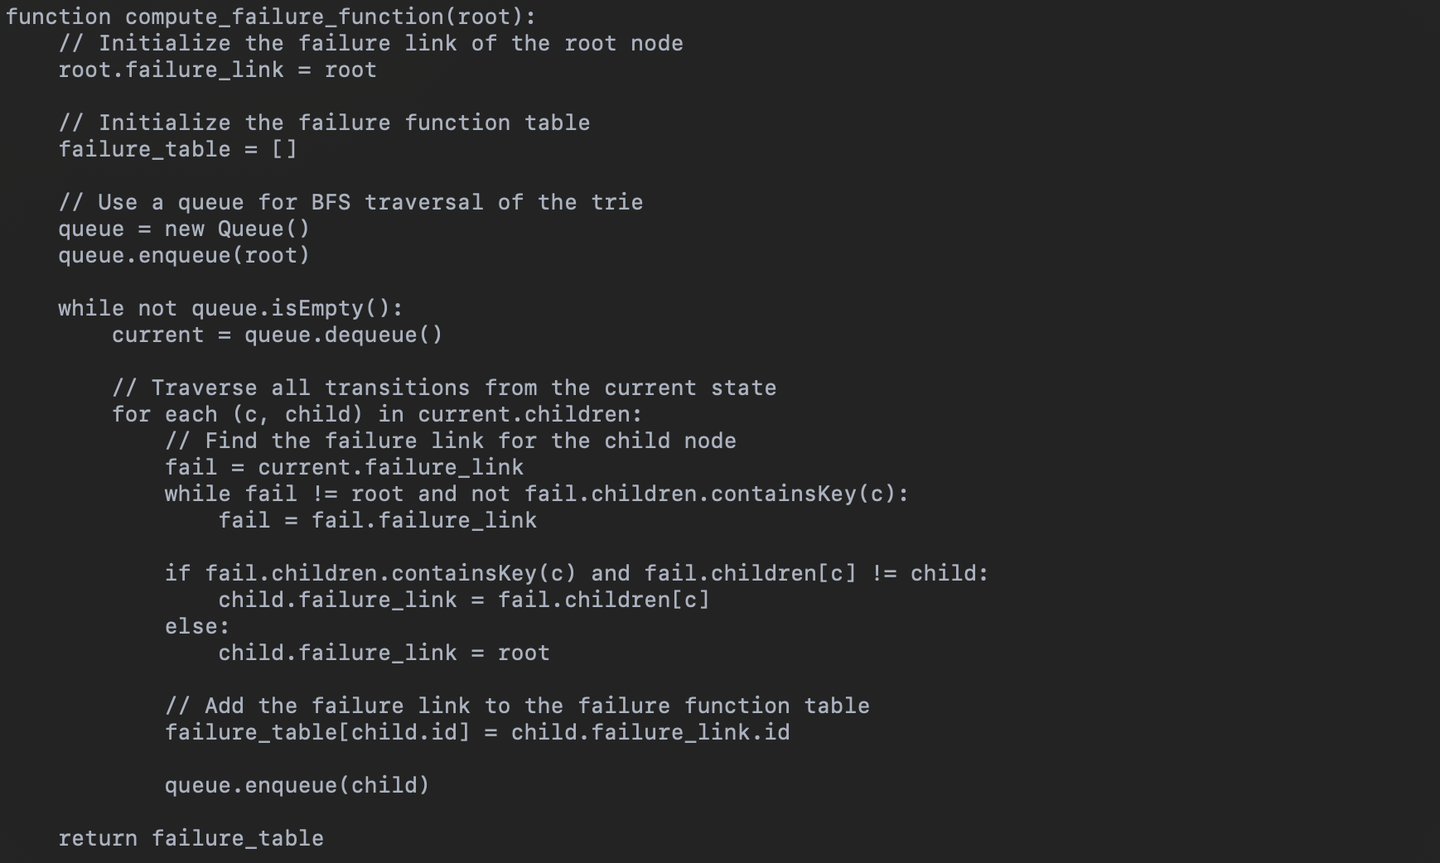 function compute_failure_function(root):
    // Initialize the failure link of the root node
    root.failure_link = root

    // Initialize the failure function table
    failure_table = []

    // Use a queue for BFS traversal of the trie
    queue = new Queue()
    queue.enqueue(root)

    while not queue.isEmpty():
        current = queue.dequeue()

        // Traverse all transitions from the current state
        for each (c, child) in current.children:
            // Find the failure link for the child node
            fail = current.failure_link
            while fail != root and not fail.children.containsKey(c):
                fail = fail.failure_link

            if fail.children.containsKey(c) and fail.children[c] != child:
                child.failure_link = fail.children[c]
            else:
                child.failure_link = root

            // Add the failure link to the failure function table
            failure_table[child.id] = child.failure_link.id

            queue.enqueue(child)

    return failure_table